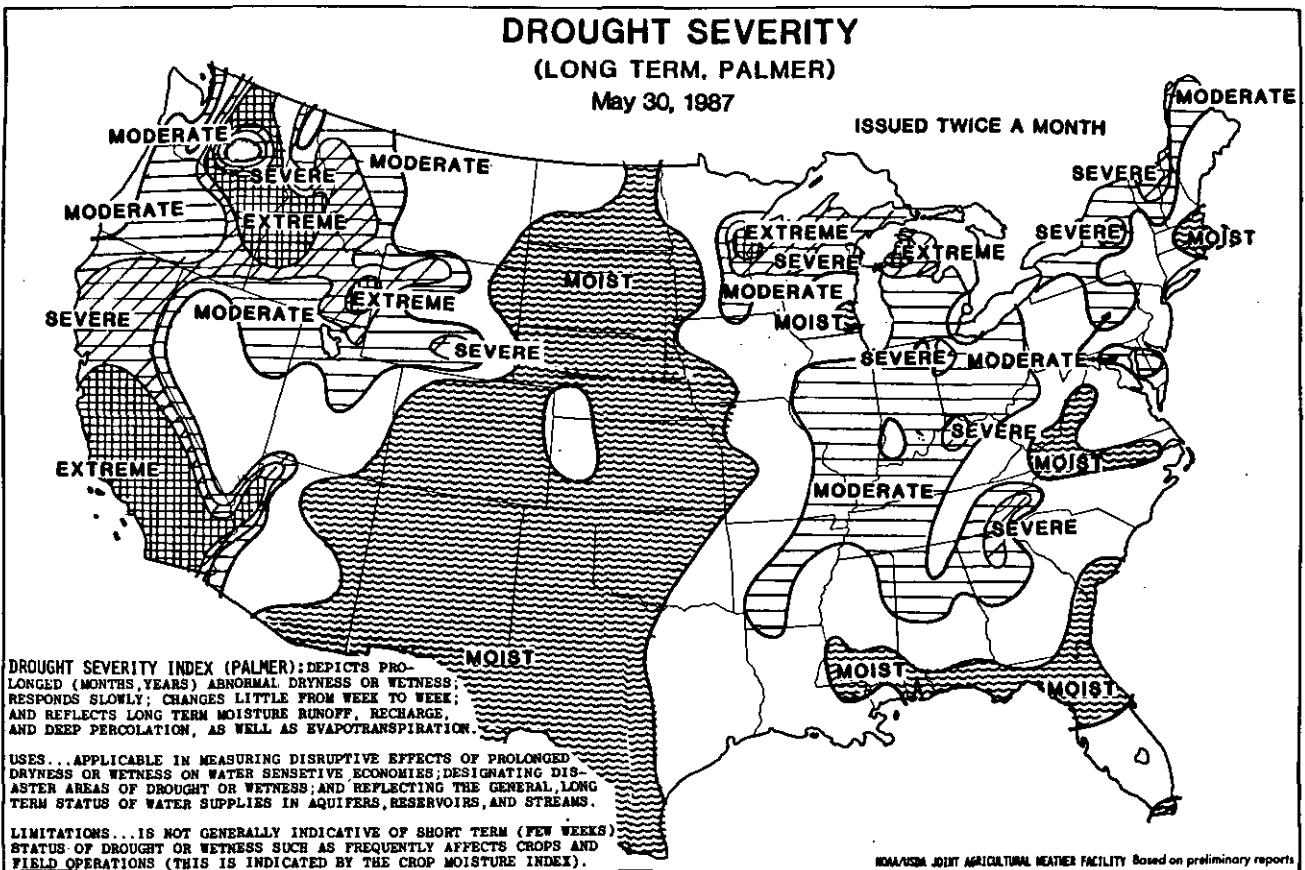 DROUGHT SEVERITY
(LONG TERM, PALMER)
May 30, 1987
ISSUED TWICE A MONTH
MODERATE
MODERATE
MODERATE
SEVERE
SEVERE
MODERATE
EXTREME
SEVERE
MOIST
EXTREME
EXTREME
SEVERE
MOIST
MODERATE
EXTREME
MODERATE
SEVERE
MOIST
SEVERE
SEVERE
MODERATE
SEVERE
EXTREME
MOIST
MODERATE
SEVERE
MOIST
MOIST
MOIST
DROUGHT SEVERITY INDEX (PALMER):DEPICTS PRO-
LONGED (MONTHS,YEARS) ABNORMAL DRYNESS OR WETNESS;
RESPONDS SLOWLY; CHANGES LITTLE FROM WEEK TO WEEK;
AND REFLECTS LONG TERM MOISTURE RUNOFF, RECHARGE,
AND DEEP PERCOLATION, AS WELL AS EVAPOTRANSPIRATION.
USES...APPLICABLE IN MEASURING DISRUPTIVE EFFECTS OF PROLONGED
DRYNESS OR WETNESS ON WATER SENSETIVE ECONOMIES;DESIGNATING DIS-
ASTER AREAS OF DROUGHT OR WETNESS;AND REFLECTING THE GENERAL,LONG
TERM STATUS OF WATER SUPPLIES IN AQUIFERS,RESERVOIRS,AND STREAMS.
LIMITATIONS...IS NOT GENERALLY INDICATIVE OF SHORT TERM (FEW WEEKS)
STATUS OF DROUGHT OR WETNESS SUCH AS FREQUENTLY AFFECTS CROPS AND
FIELD OPERATIONS (THIS IS INDICATED BY THE CROP MOISTURE INDEX).
NOAA/USDA JOINT AGRICULTURAL WEATHER FACILITY Based on preliminary reports